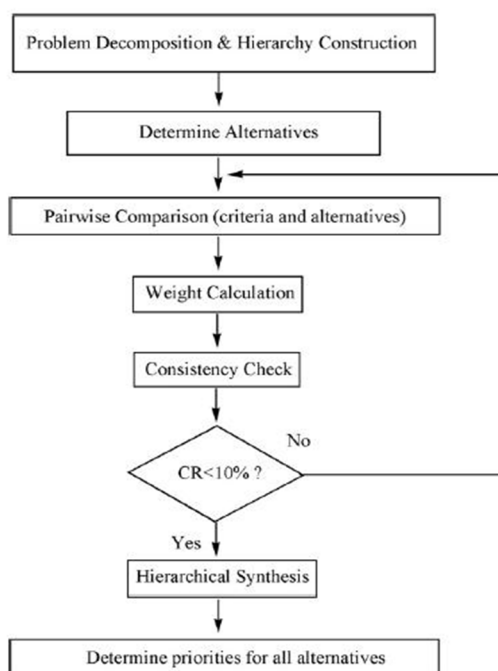 Problem Decomposition & Hierarchy Construction
Determine Alternatives
Pairwise Comparison (criteria and alternatives)
Weight Calculation
Consistency Check
No
CR<10% ?
Yes
Hierarchical Synthesis
Determine priorities for all alternatives